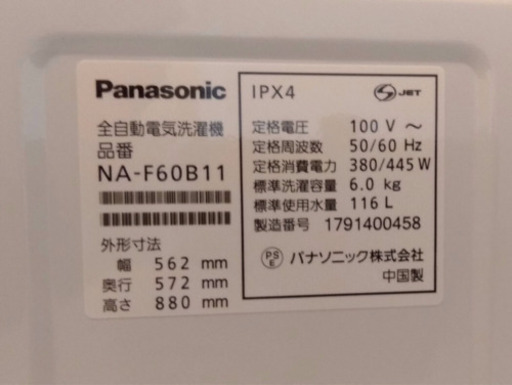 Panasonic
全自動電気洗濯機
品番
NA-F60B11
外形寸法
幅 562 mm
奥行 572 mm
高さ 880 mm
IPX4
S JET
定格電圧 100 V ～
定格周波数 50/60 Hz
定格消費電力 380/445 W
標準洗濯容量 6.0 kg
標準使用水量 116 L
製造番号 1791400458
PS E パナソニック株式会社
中国製